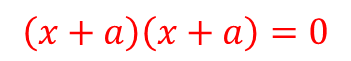 (x + a)(x + a) = 0